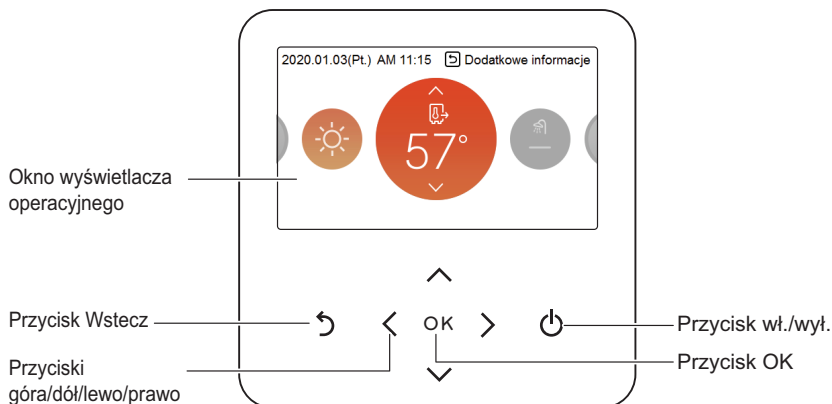 2020.01.03(Pt.) AM 11:15 Dodatkowe informacje
57°
Okno wyświetlacza
operacyjnego
Przycisk Wstecz
OK
Przycisk wł./wył.
Przycisk OK
Przyciski
góra/dół/lewo/prawo